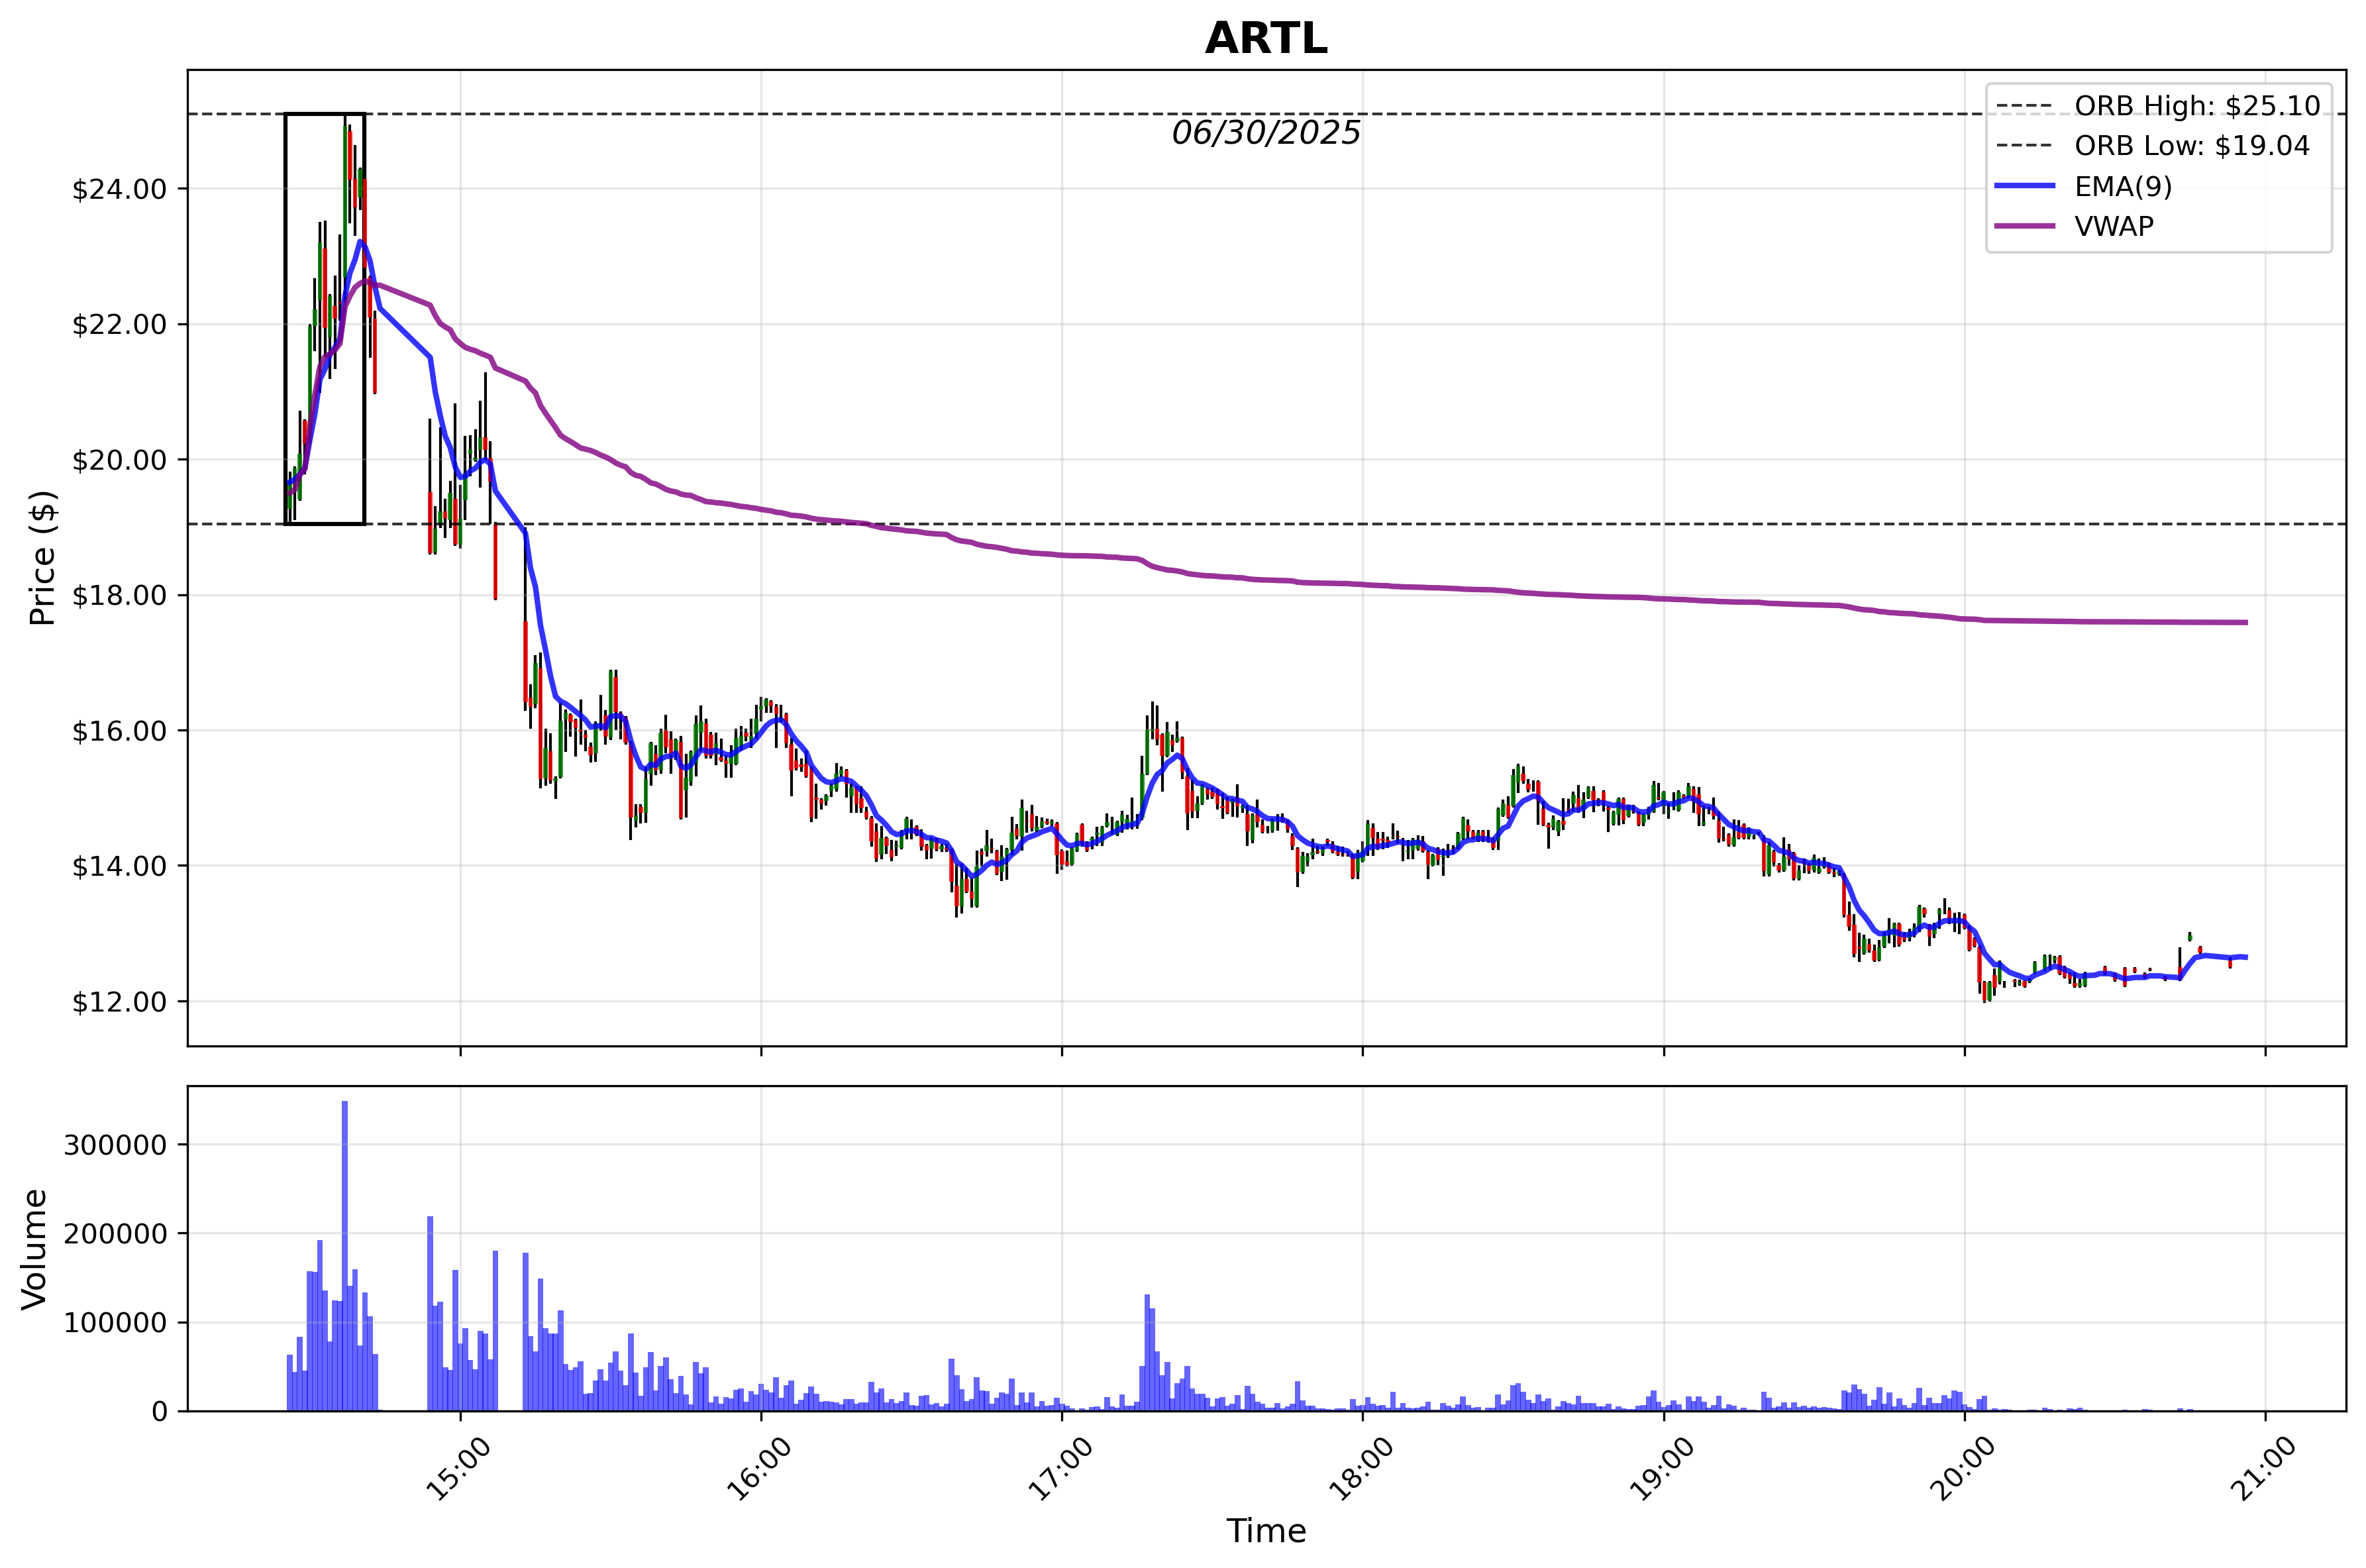 ARTL
06/30/2025
ORB High: $25.10
ORB Low: $19.04
EMA(9)
VWAP
Price ($)
$24.00
$22.00
$20.00
$18.00
$16.00
$14.00
$12.00
Volume
300000
200000
100000
0
15:00
16:00
17:00
18:00
19:00
20:00
21:00
Time